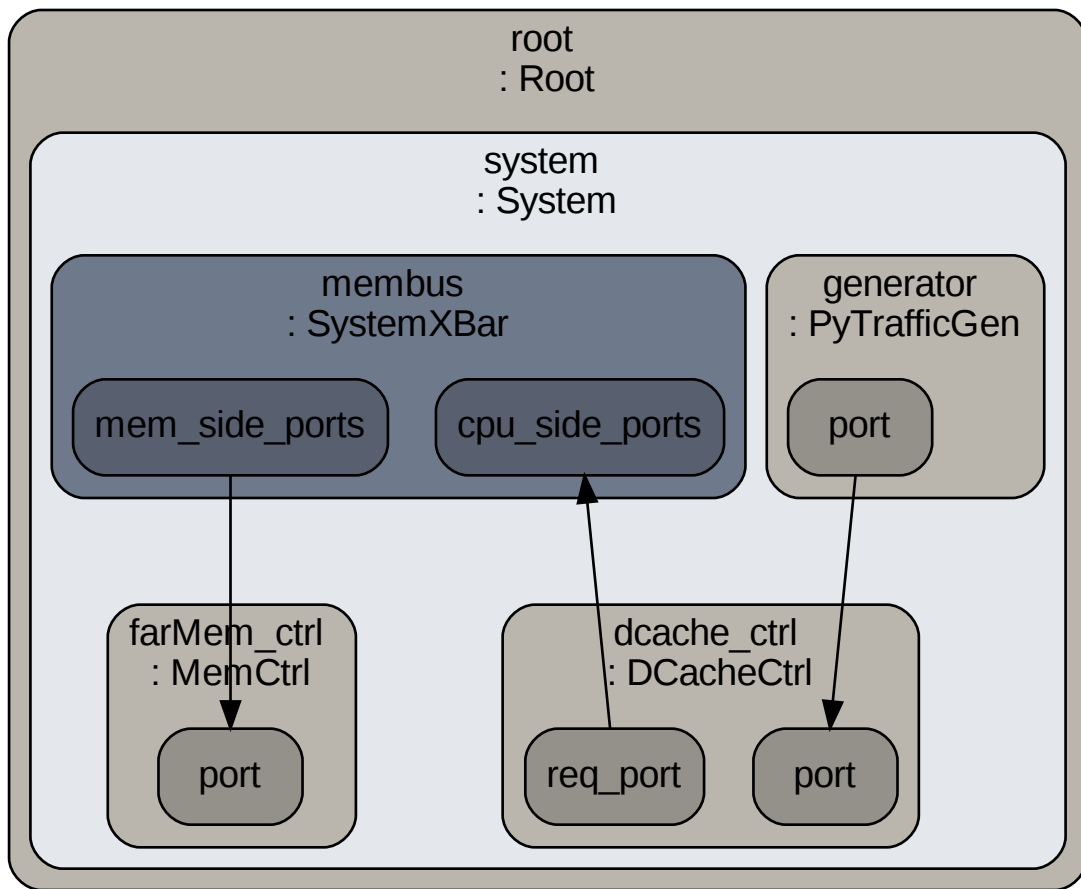 root
: Root
system
: System
membus
: SystemXBar
generator
: PyTrafficGen
mem_side_ports
cpu_side_ports
port
farMem_ctrl
: MemCtrl
dcache_ctrl
: DCacheCtrl
port
req_port
port